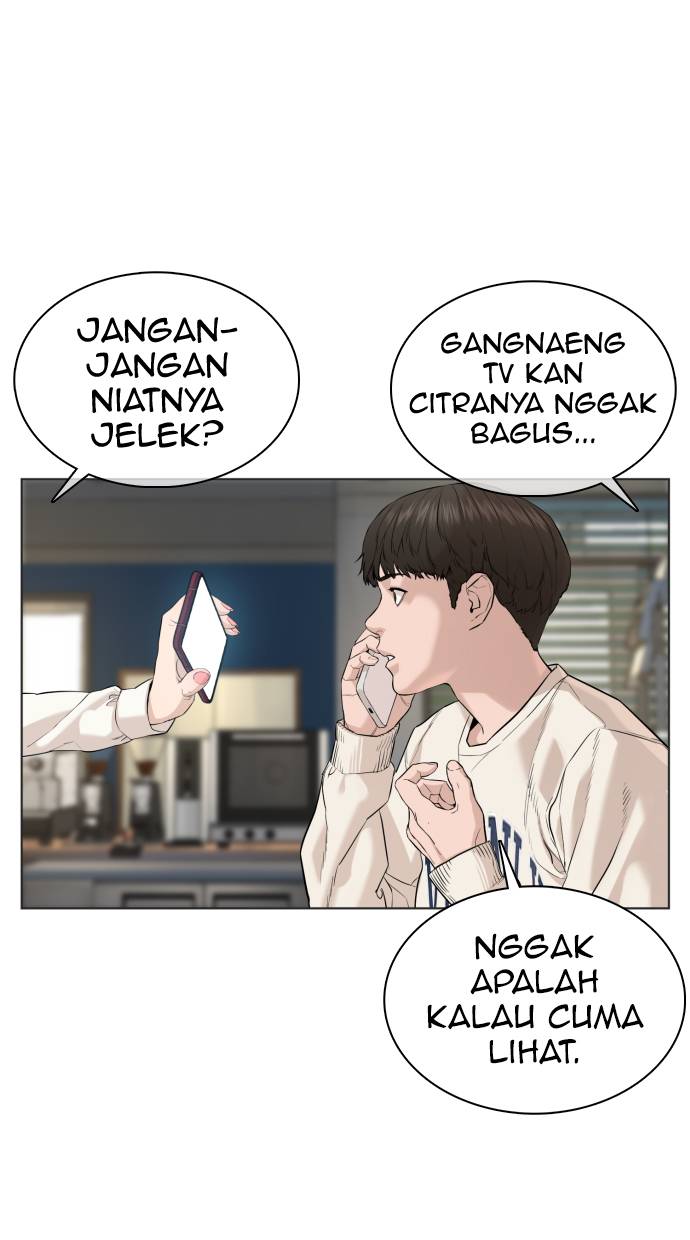 JANGAN-
JANGAN
NIATNYA
JELEK?
GANGNAENG
TV KAN
CITRANYA NGGAK
BAGUS...
NGGAK
APALAH
KALAU CUMA
LIHAT.